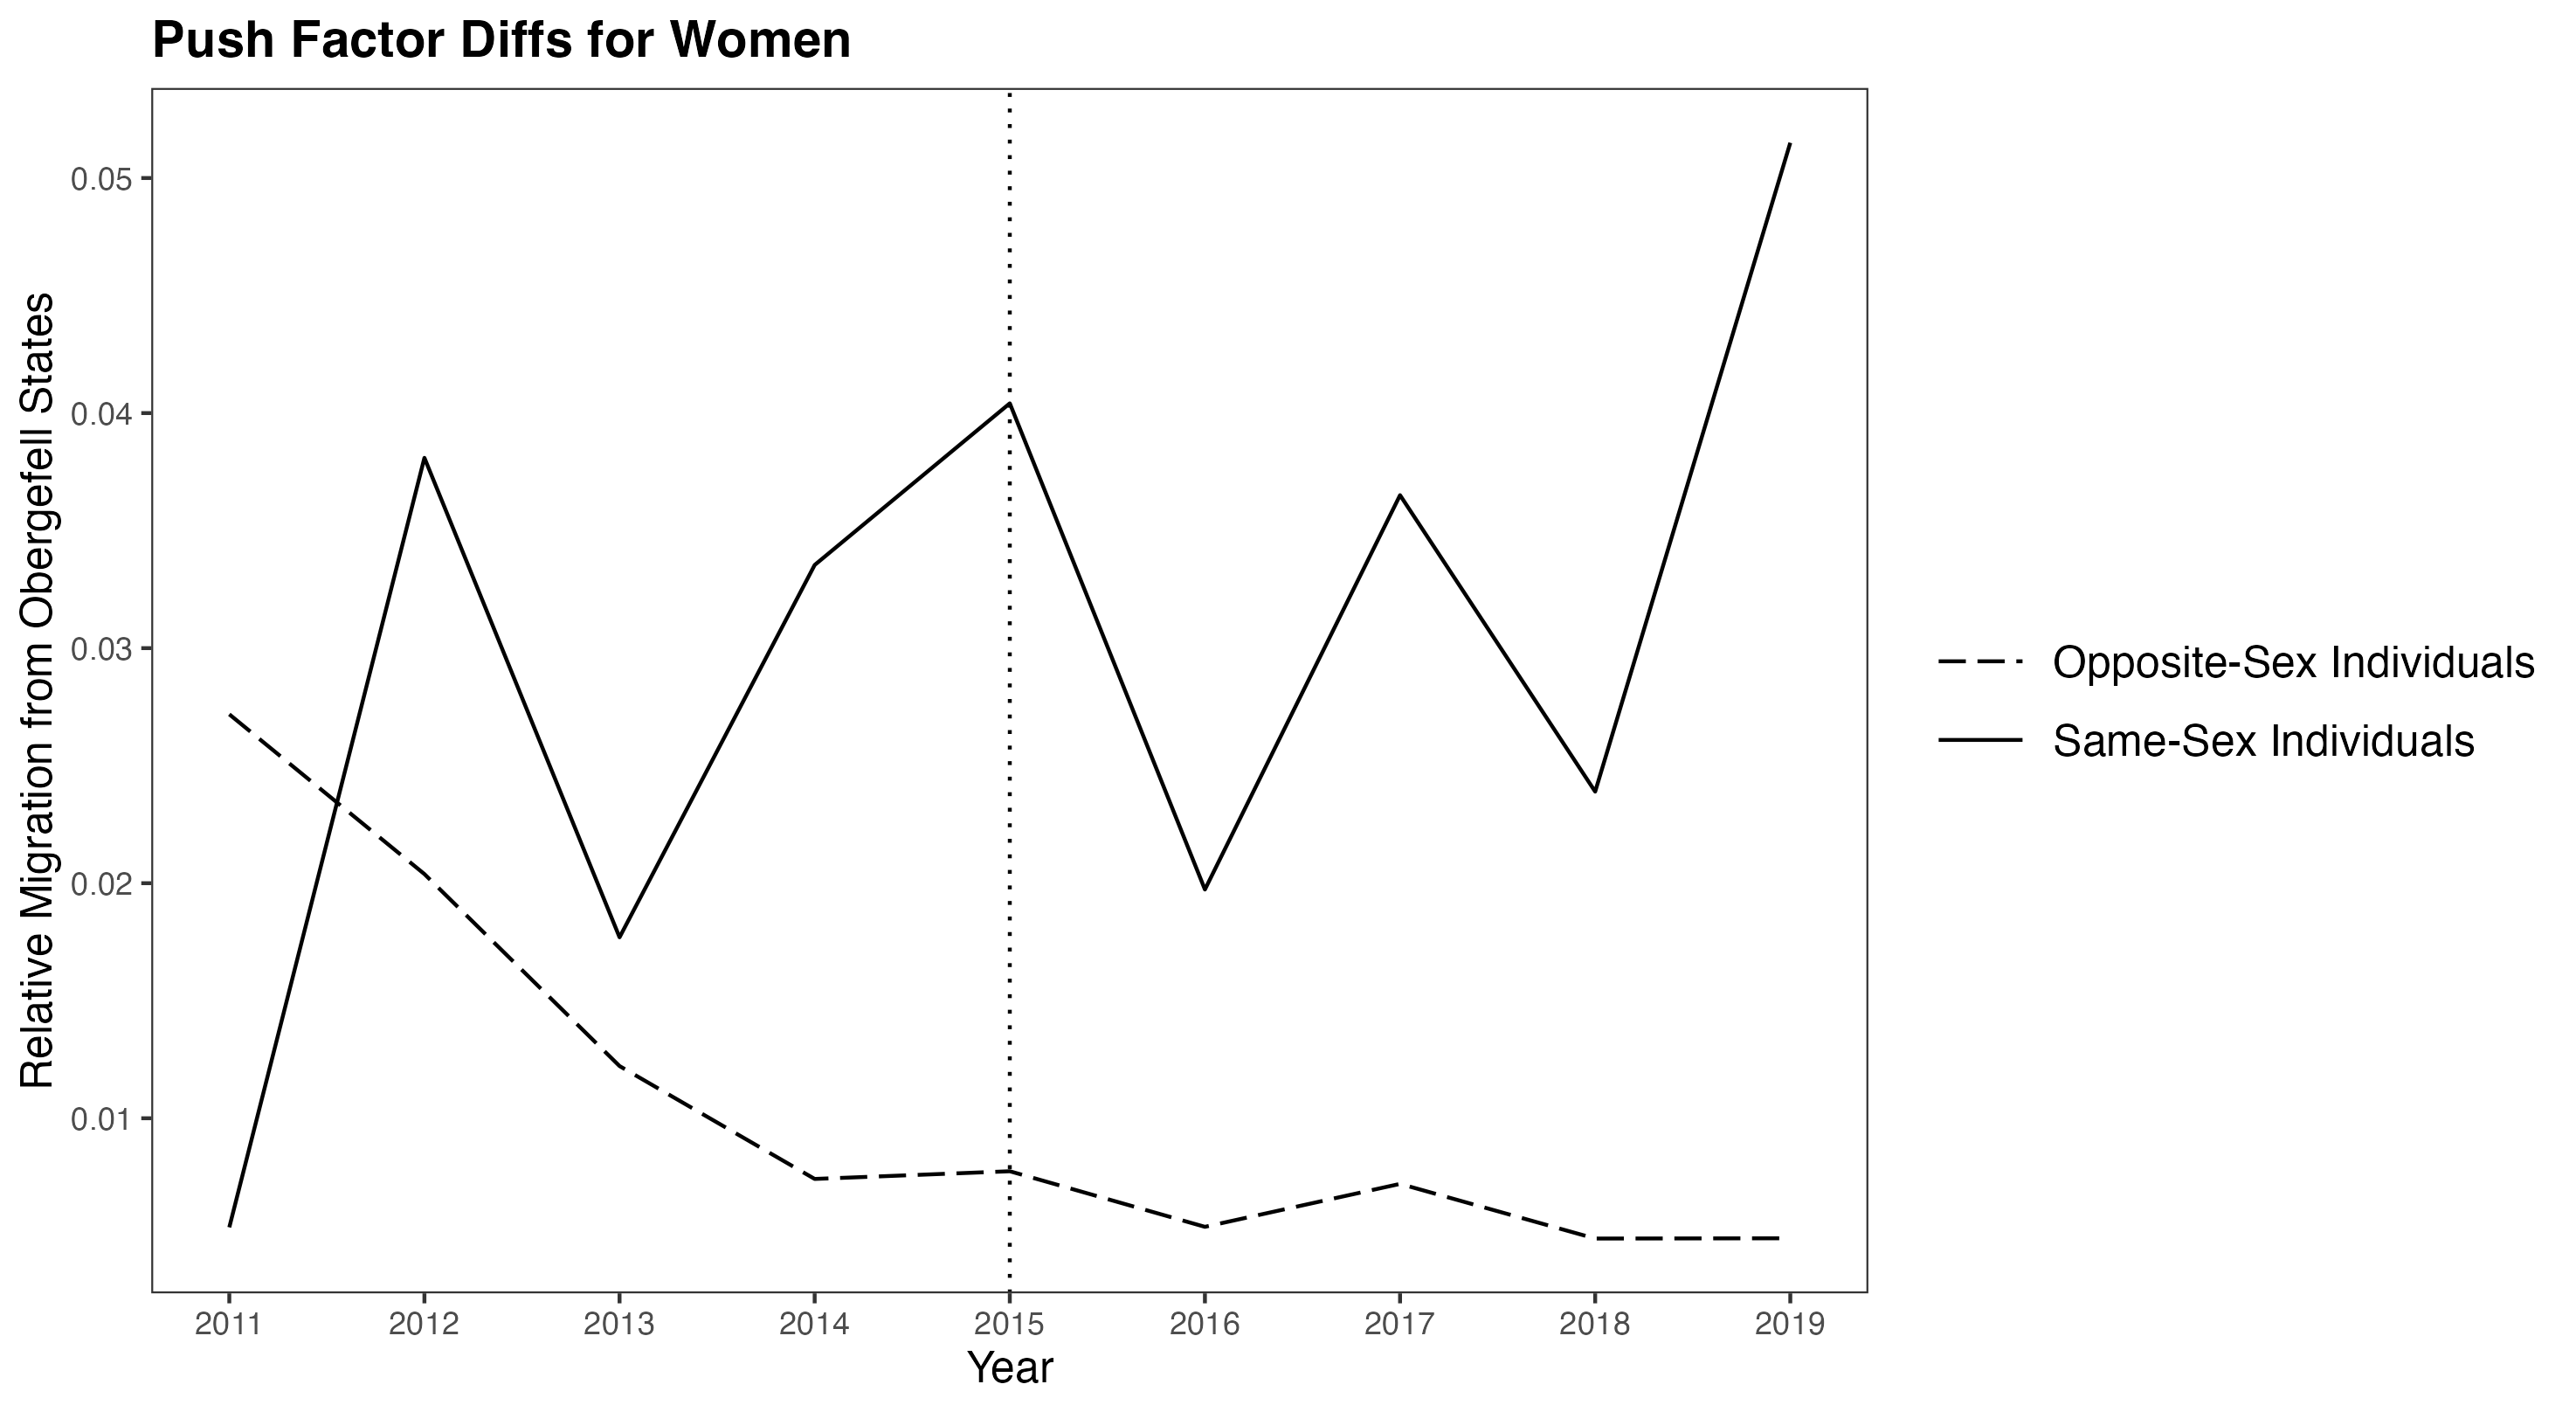 Push Factor Diffs for Women
Relative Migration from Obergefell States
0.05
0.04
0.03
0.02
0.01
2011 2012 2013 2014 2015 2016 2017 2018 2019
Year
Opposite-Sex Individuals
Same-Sex Individuals